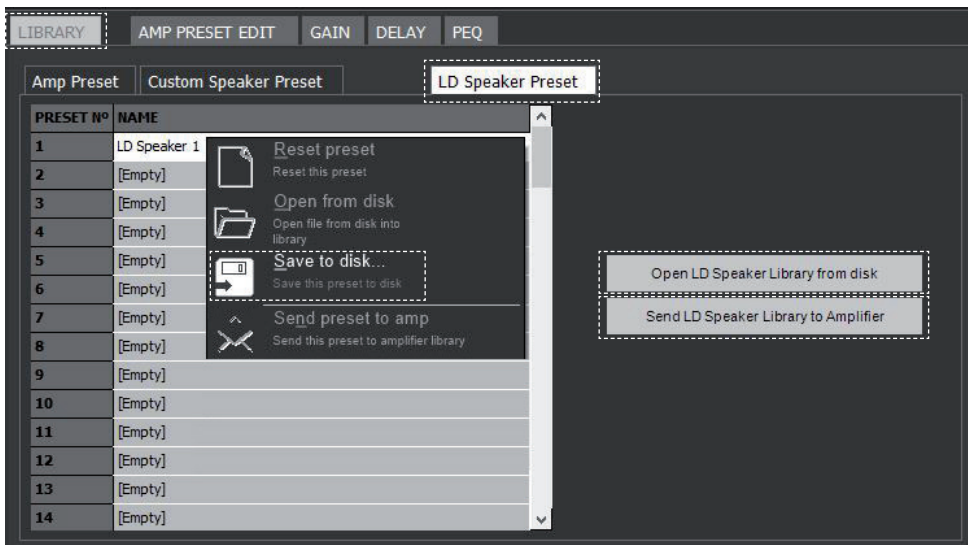 LIBRARY AMP PRESET EDIT GAIN DELAY PEQ
Amp Preset Custom Speaker Preset LD Speaker Preset
PRESET Nº NAME
1 LD Speaker 1
2 [Empty]
3 [Empty]
4 [Empty]
5 [Empty]
6 [Empty]
7 [Empty]
8 [Empty]
9 [Empty]
10 [Empty]
11 [Empty]
12 [Empty]
13 [Empty]
14 [Empty]
Reset preset
Reset this preset
Open from disk
Open file from disk into
library
Save to disk...
Save this preset to disk
Send preset to amp
Send this preset to amplifier library
Open LD Speaker Library from disk
Send LD Speaker Library to Amplifier